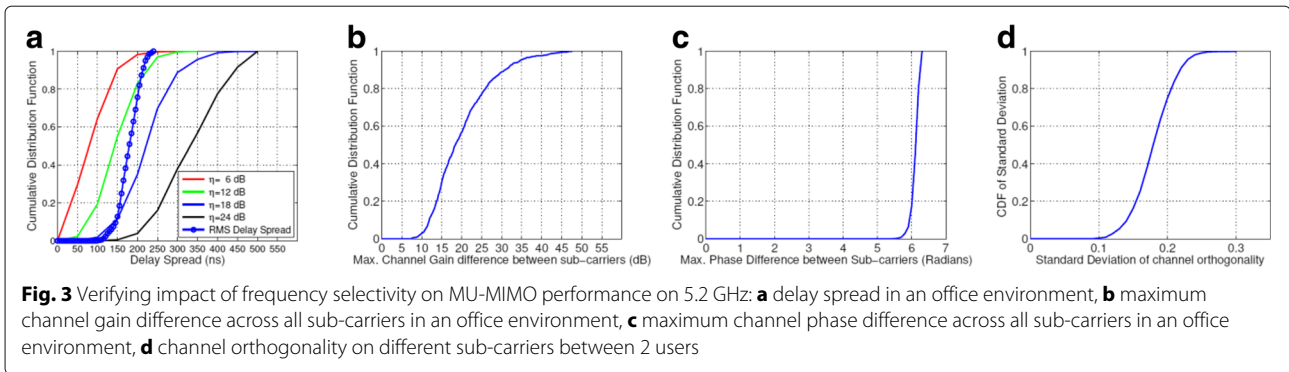 a
Cumulative Distribution Function
1
0.8
0.6
0.4
0.2
0
0 50 100 150 200 250 300 350 400 450 500 550
Delay Spread (ns)
η= 6 dB
η=12 dB
η=18 dB
η=24 dB
RMS Delay Spread
b
Cumulative Distribution Function
1
0.8
0.6
0.4
0.2
0
0 5 10 15 20 25 30 35 40 45 50 55
Max. Channel Gain difference between sub-carriers (dB)
c
Cumulative Distribution Function
1
0.8
0.6
0.4
0.2
0
0 1 2 3 4 5 6 7
Max. Phase Difference between Sub-carriers (Radians)
d
CDF of Standard Deviation
1
0.8
0.6
0.4
0.2
0
0 0.1 0.2 0.3
Standard Deviation of channel orthogonality
Fig. 3 Verifying impact of frequency selectivity on MU-MIMO performance on 5.2 GHz: a delay spread in an office environment, b maximum
channel gain difference across all sub-carriers in an office environment, c maximum channel phase difference across all sub-carriers in an office
environment, d channel orthogonality on different sub-carriers between 2 users